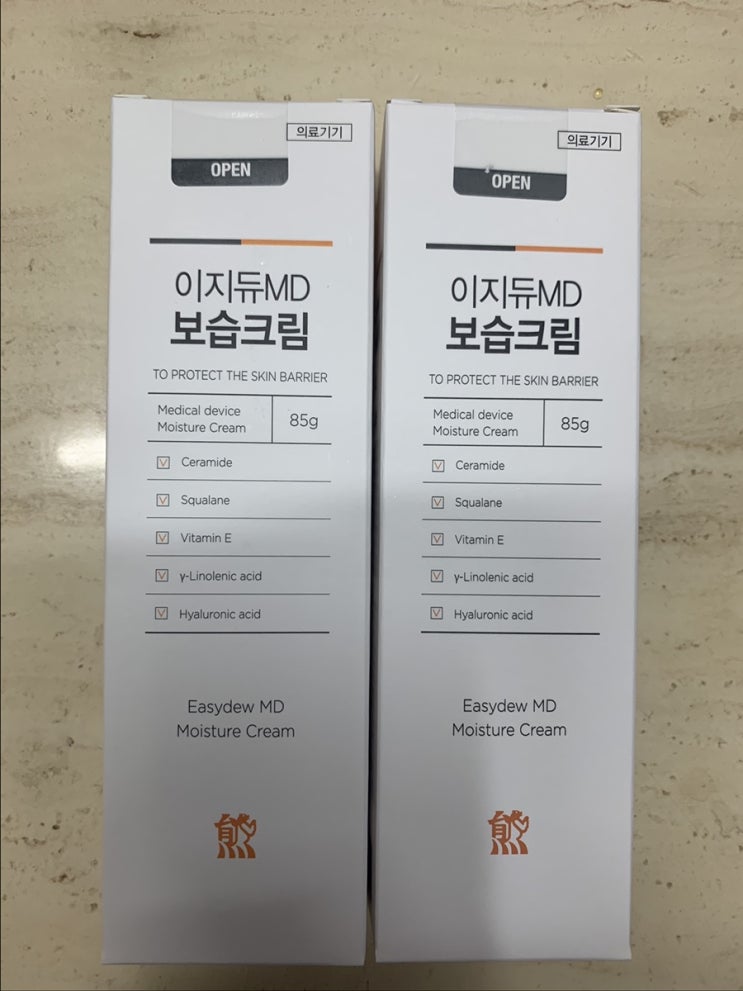 의료기기
OPEN
이지듀MD
보습크림
TO PROTECT THE SKIN BARRIER
Medical device
Moisture Cream
85g
Ceramide
Squalane
Vitamin E
γ-Linolenic acid
Hyaluronic acid
Easydew MD
Moisture Cream
의료기기
OPEN
이지듀MD
보습크림
TO PROTECT THE SKIN BARRIER
Medical device
Moisture Cream
85g
Ceramide
Squalane
Vitamin E
γ-Linolenic acid
Hyaluronic acid
Easydew MD
Moisture Cream